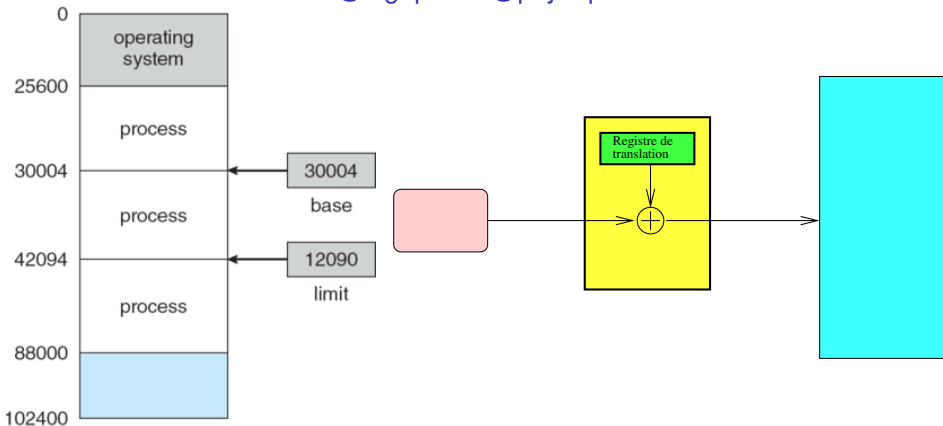 0
operating
system
25600
process
30004
30004
base
process
42094
12090
limit
process
88000
102400
Registre de
translation